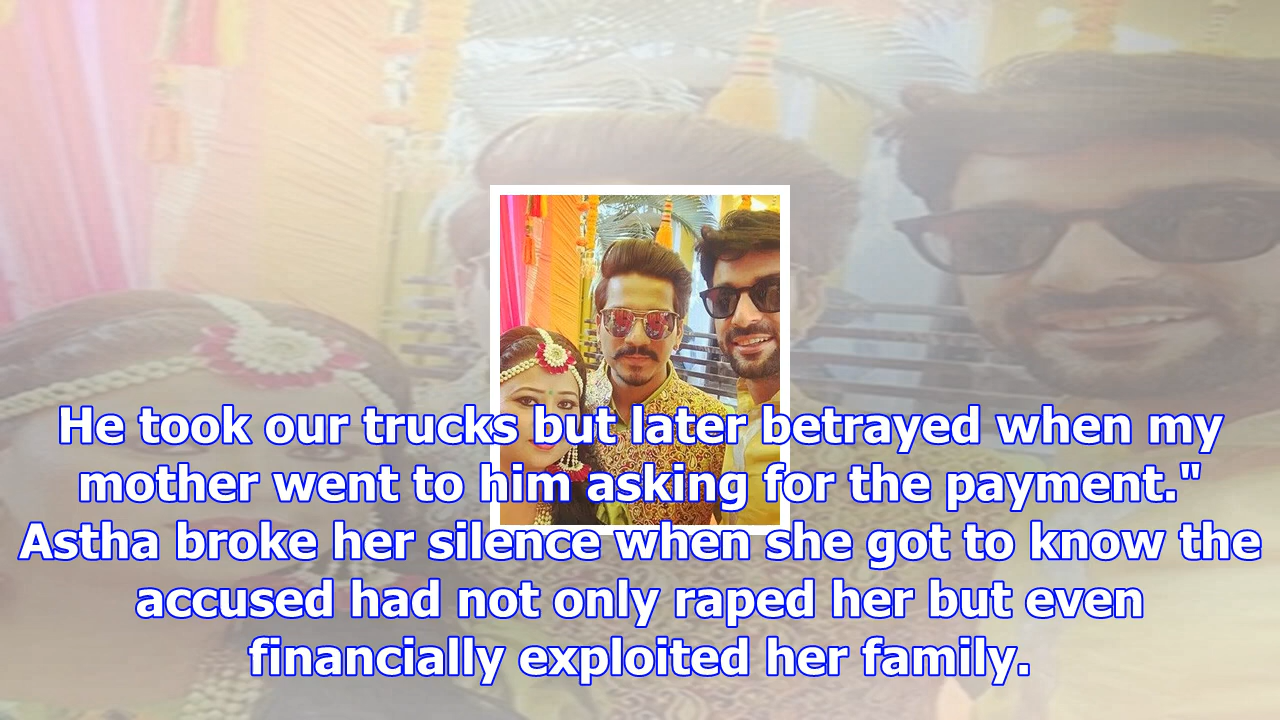 He took our trucks but later betrayed when my
mother went to him asking for the payment."
Astha broke her silence when she got to know the
accused had not only raped her but even
financially exploited her family.